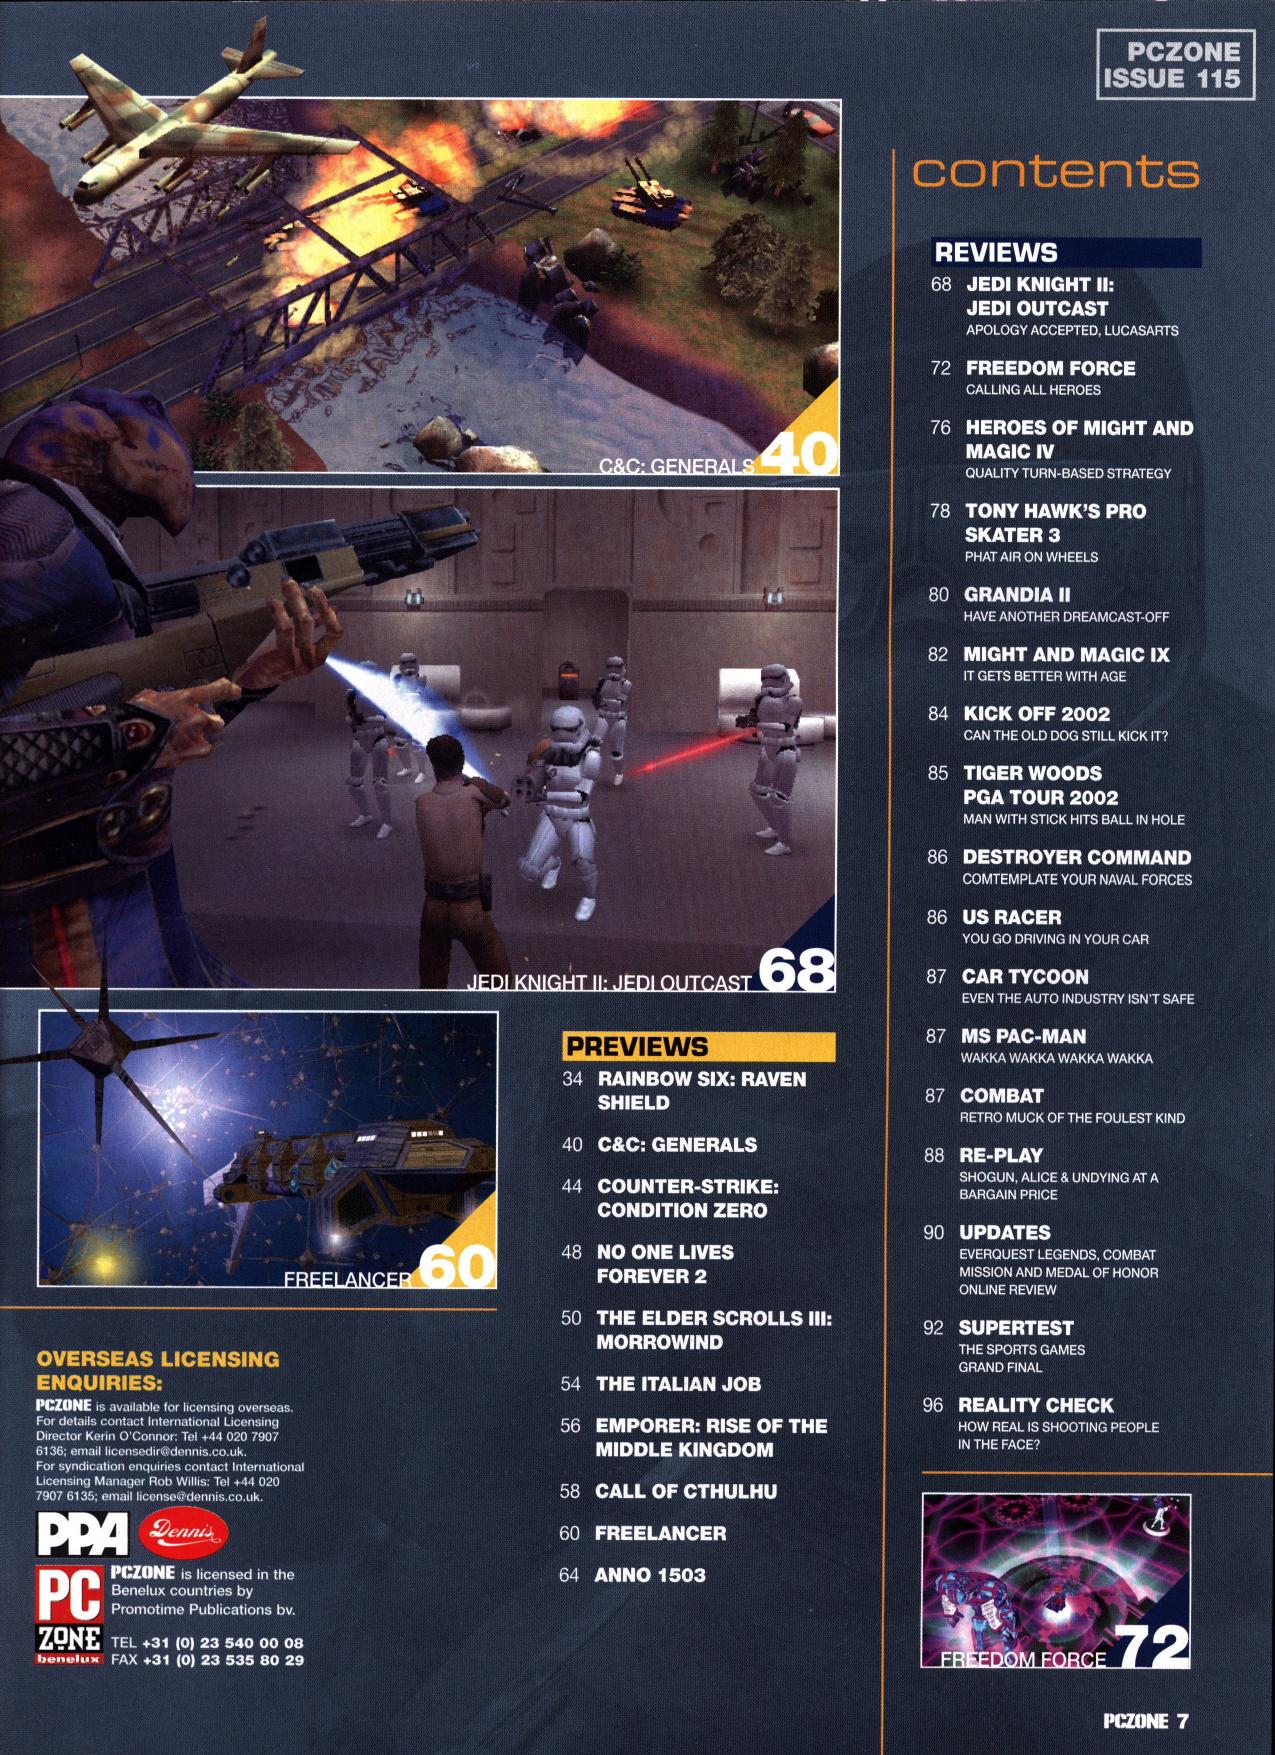 PCZONE
ISSUE 115
contents
C&C: GENERALS 40
JEDI KNIGHT II: JEDI OUTCAST 68
FREELANCER 60
OVERSEAS LICENSING
ENQUIRIES:
PCZONE is available for licensing overseas.
For details contact International Licensing
Director Kerin O'Connor: Tel +44 020 7907
6136; email licensedir@dennis.co.uk.
For syndication enquiries contact International
Licensing Manager Rob Willis: Tel +44 020
7907 6135; email license@dennis.co.uk.
PPA Dennis
PC
ZONE
benelux
PCZONE is licensed in the
Benelux countries by
Promotime Publications bv.
TEL +31 (0) 23 540 00 08
FAX +31 (0) 23 535 80 29
PREVIEWS
34 RAINBOW SIX: RAVEN
SHIELD
40 C&C: GENERALS
44 COUNTER-STRIKE:
CONDITION ZERO
48 NO ONE LIVES
FOREVER 2
50 THE ELDER SCROLLS III:
MORROWIND
54 THE ITALIAN JOB
56 EMPORER: RISE OF THE
MIDDLE KINGDOM
58 CALL OF CTHULHU
60 FREELANCER
64 ANNO 1503
REVIEWS
68 JEDI KNIGHT II:
JEDI OUTCAST
APOLOGY ACCEPTED, LUCASARTS
72 FREEDOM FORCE
CALLING ALL HEROES
76 HEROES OF MIGHT AND
MAGIC IV
QUALITY TURN-BASED STRATEGY
78 TONY HAWK'S PRO
SKATER 3
PHAT AIR ON WHEELS
80 GRANDIA II
HAVE ANOTHER DREAMCAST-OFF
82 MIGHT AND MAGIC IX
IT GETS BETTER WITH AGE
84 KICK OFF 2002
CAN THE OLD DOG STILL KICK IT?
85 TIGER WOODS
PGA TOUR 2002
MAN WITH STICK HITS BALL IN HOLE
86 DESTROYER COMMAND
COMTEMPLATE YOUR NAVAL FORCES
86 US RACER
YOU GO DRIVING IN YOUR CAR
87 CAR TYCOON
EVEN THE AUTO INDUSTRY ISN'T SAFE
87 MS PAC-MAN
WAKKA WAKKA WAKKA WAKKA
87 COMBAT
RETRO MUCK OF THE FOULEST KIND
88 RE-PLAY
SHOGUN, ALICE & UNDYING AT A
BARGAIN PRICE
90 UPDATES
EVERQUEST LEGENDS, COMBAT
MISSION AND MEDAL OF HONOR
ONLINE REVIEW
92 SUPERTEST
THE SPORTS GAMES
GRAND FINAL
96 REALITY CHECK
HOW REAL IS SHOOTING PEOPLE
IN THE FACE?
FREEDOM FORCE 72
PCZONE 7